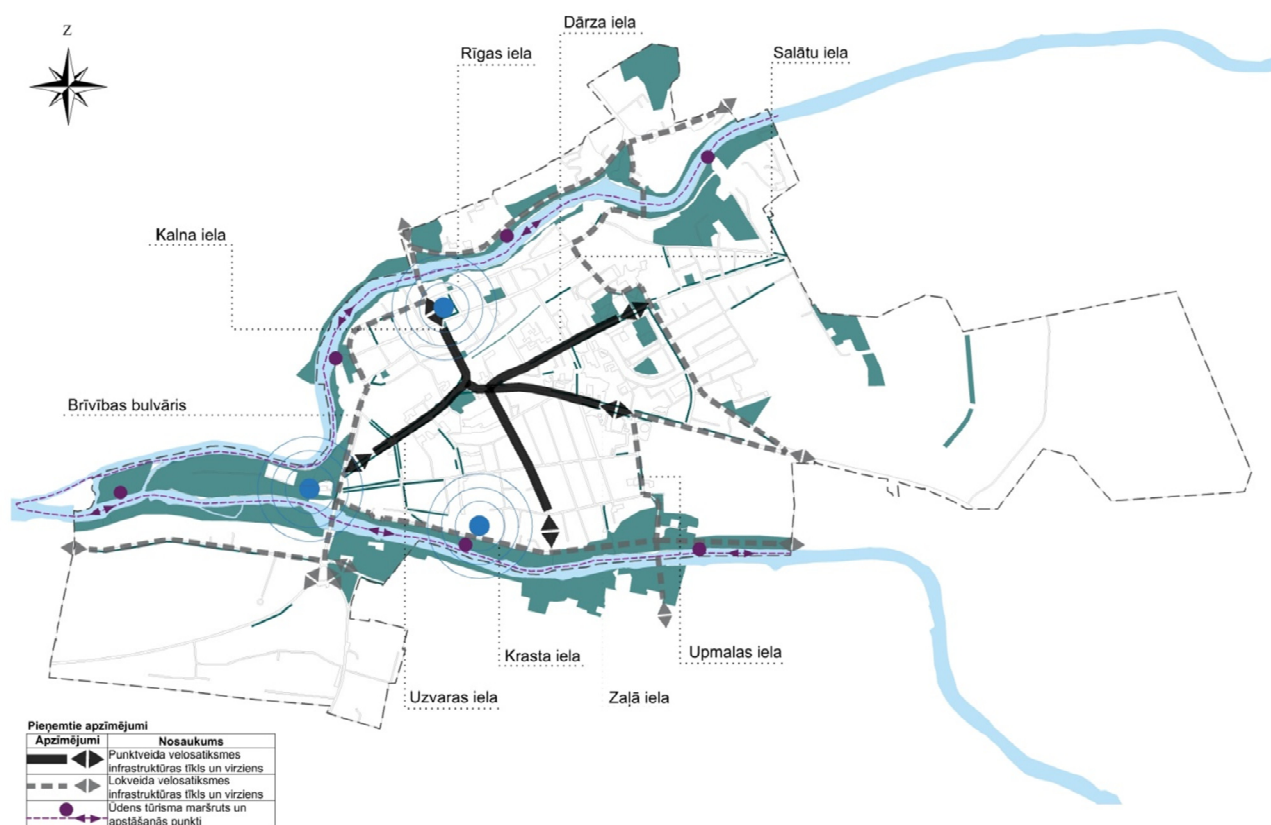 Dārza iela
Z
Rīgas iela
Salātu iela
Kalna iela
Brīvības bulvāris
Krasta iela
Upmalas iela
Uzvaras iela
Zaļā iela
Pieņemtie apzīmējumi
Apzīmējumi
Nosaukums
Punktveida velosatiksmes
infrastruktūras tīkls un virziens
Lokveida velosatiksmes
infrastruktūras tīkls un virziens
Ūdens tūrisma maršruts un
apstāšanās punkti